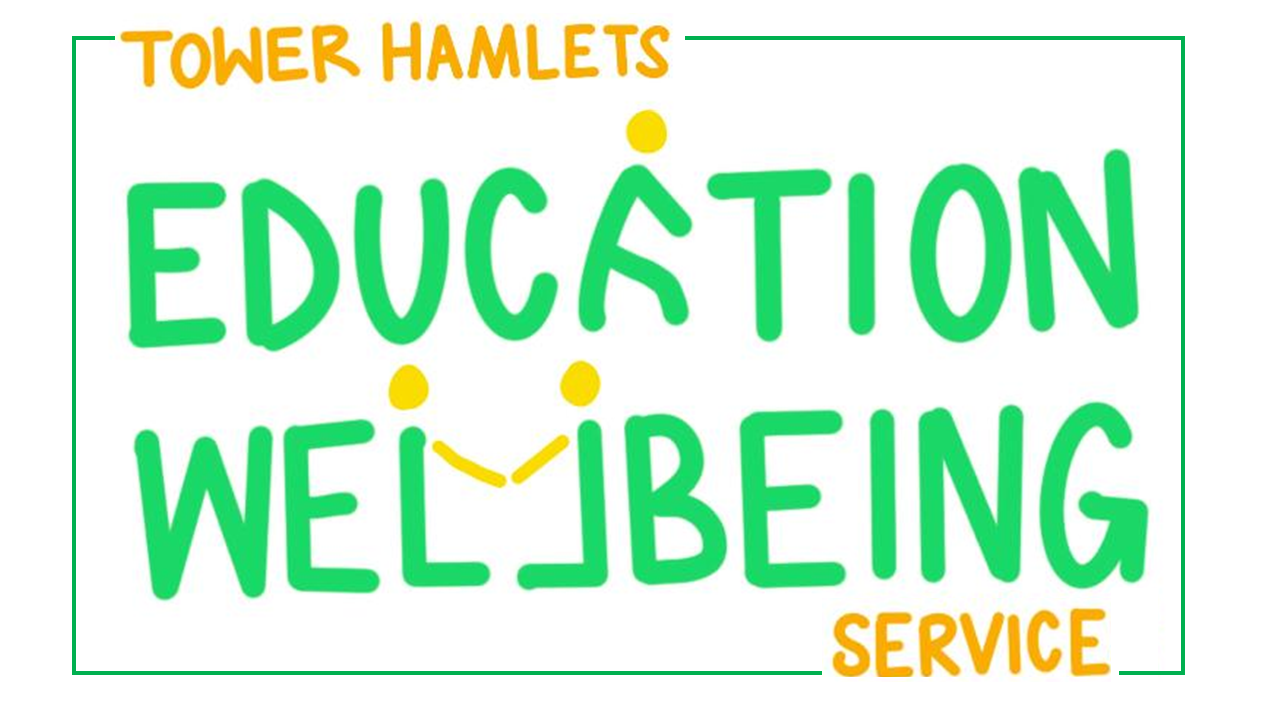 TOWER HAMLETS
EDUCATION
WELLBEING
SERVICE